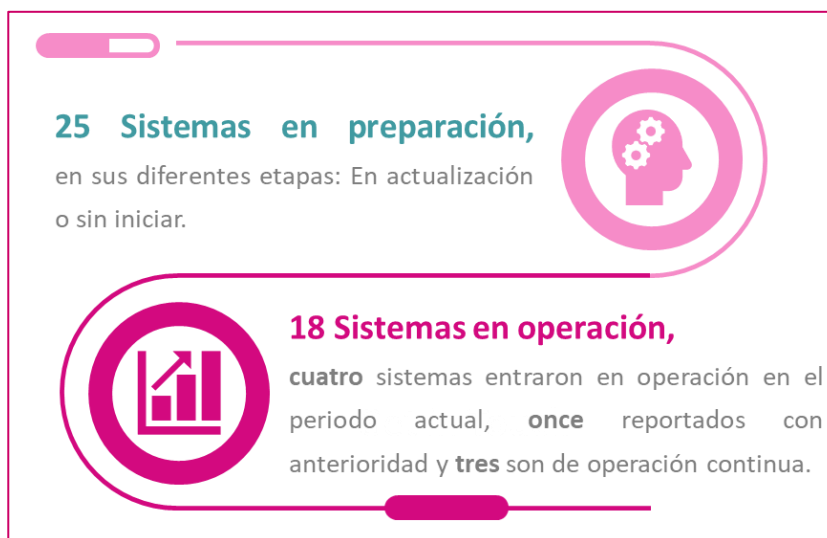 25 Sistemas en preparación,
en sus diferentes etapas: En actualización
o sin iniciar.
18 Sistemas en operación,
cuatro sistemas entraron en operación en el
periodo actual, once reportados con
anterioridad y tres son de operación continua.